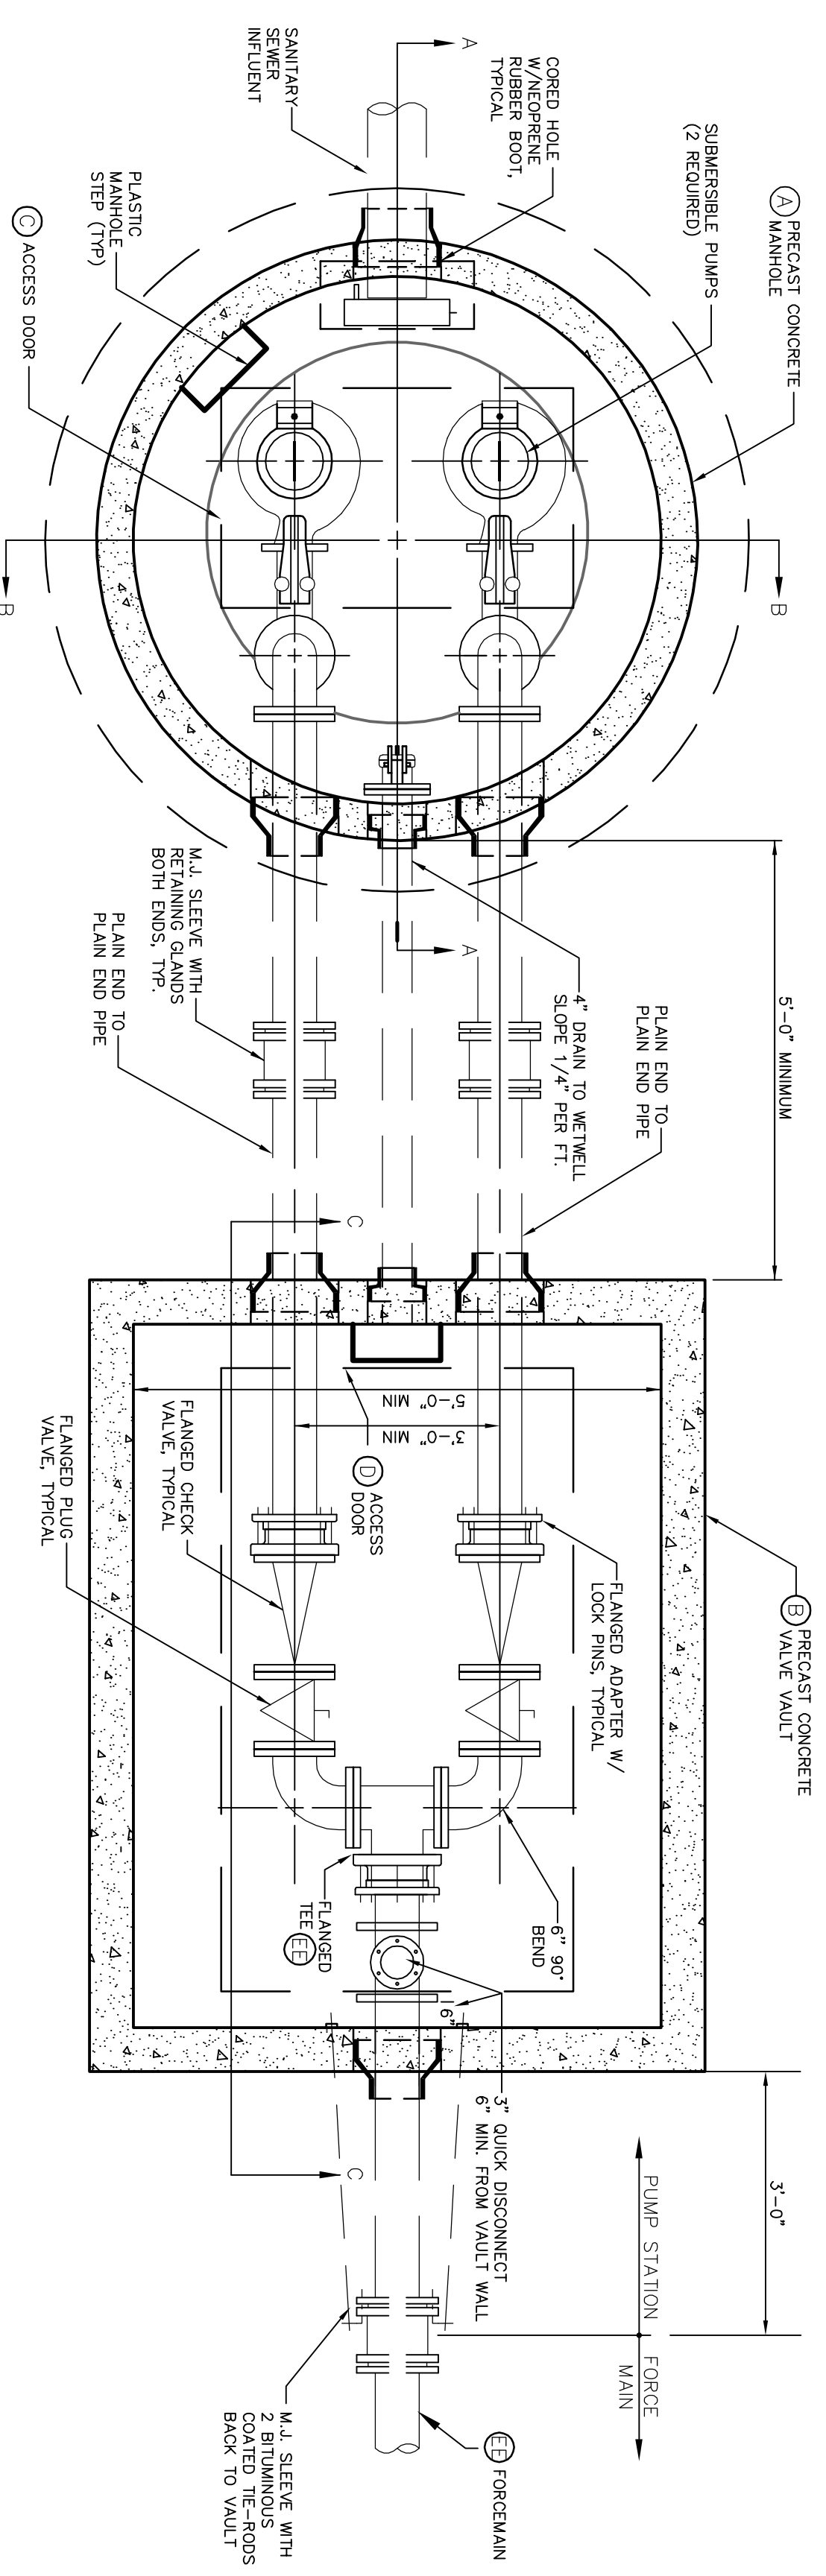 A
SANITARY
SEWER
INFLUENT
CORED HOLE
W/NEOPRENE
RUBBER BOOT,
TYPICAL
SUBMERSIBLE PUMPS
(2 REQUIRED)
A PRECAST CONCRETE
MANHOLE
PLASTIC
MANHOLE
STEP (TYP)
C ACCESS DOOR
B
B
A
M.J. SLEEVE WITH
RETAINING GLANDS
BOTH ENDS, TYP.
PLAIN END TO
PLAIN END PIPE
4" DRAIN TO WETWELL
SLOPE 1/4" PER FT.
PLAIN END TO
PLAIN END PIPE
5'-0" MINIMUM
C
5'-0" MIN
3'-0" MIN
D ACCESS
DOOR
FLANGED CHECK
VALVE, TYPICAL
FLANGED PLUG
VALVE, TYPICAL
FLANGED ADAPTER W/
LOCK PINS, TYPICAL
B PRECAST CONCRETE
VALVE VAULT
6" 90°
BEND
FLANGED
TEE EE
6"
3" QUICK DISCONNECT
6" MIN. FROM VAULT WALL
C
3'-0"
PUMP STATION
FORCE
MAIN
EE FORCEMAIN
M.J. SLEEVE WITH
2 BITUMINOUS
COATED TIE-RODS
BACK TO VAULT